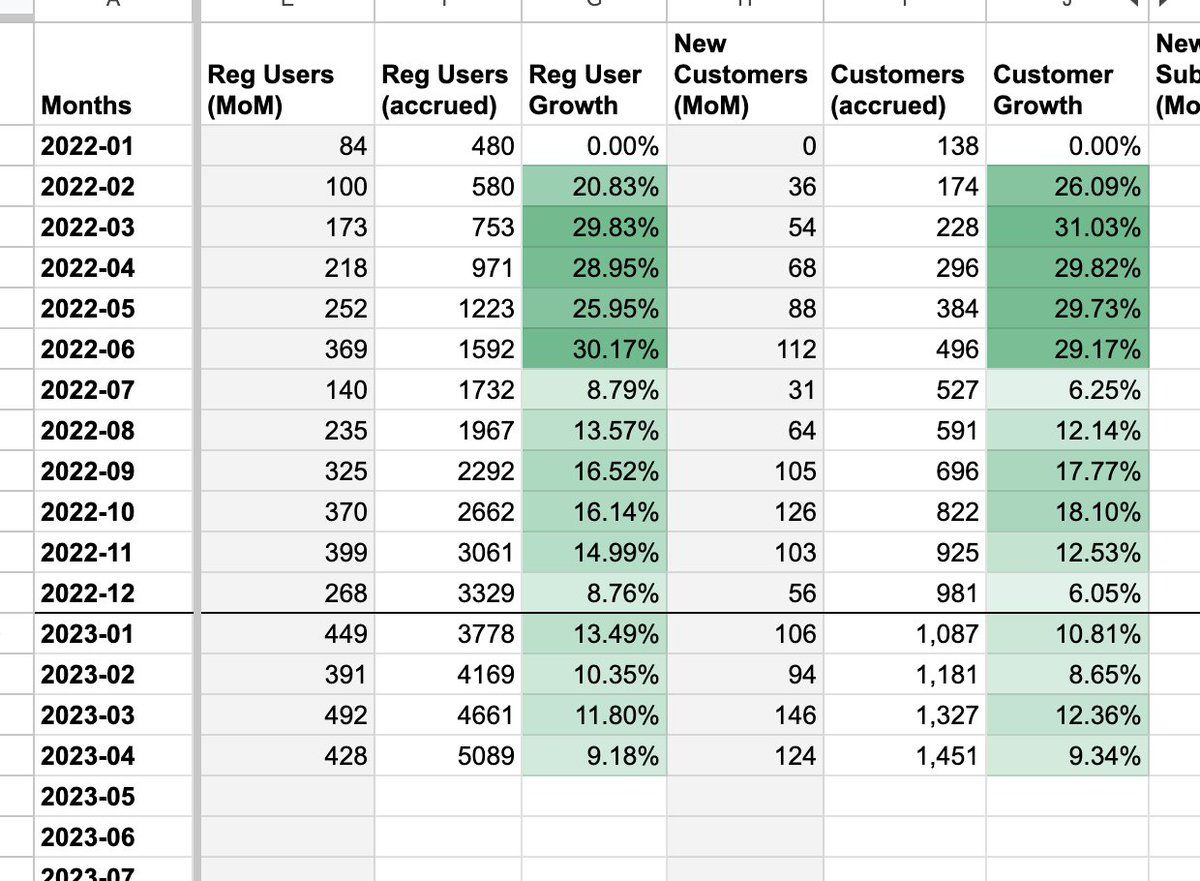 Months Reg Users (MoM) Reg Users (accrued) Reg User Growth New Customers (MoM) Customers (accrued) Customer Growth
2022-01 84 480 0.00% 0 138 0.00%
2022-02 100 580 20.83% 36 174 26.09%
2022-03 173 753 29.83% 54 228 31.03%
2022-04 218 971 28.95% 68 296 29.82%
2022-05 252 1223 25.95% 88 384 29.73%
2022-06 369 1592 30.17% 112 496 29.17%
2022-07 140 1732 8.79% 31 527 6.25%
2022-08 235 1967 13.57% 64 591 12.14%
2022-09 325 2292 16.52% 105 696 17.77%
2022-10 370 2662 16.14% 126 822 18.10%
2022-11 399 3061 14.99% 103 925 12.53%
2022-12 268 3329 8.76% 56 981 6.05%
2023-01 449 3778 13.49% 106 1,087 10.81%
2023-02 391 4169 10.35% 94 1,181 8.65%
2023-03 492 4661 11.80% 146 1,327 12.36%
2023-04 428 5089 9.18% 124 1,451 9.34%
2023-05
2023-06
2023-07